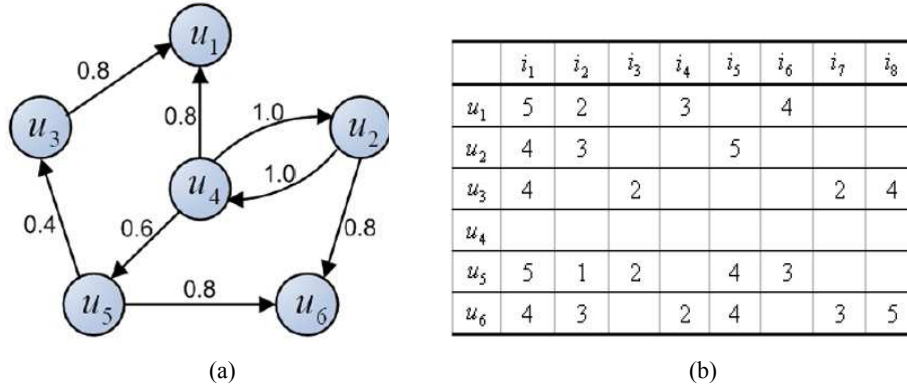 u1
0.8
u3
0.8
1.0
u2
u4
1.0
0.4
0.6
0.8
u5
0.8
u6
(a)
i1 i2 i3 i4 i5 i6 i7 i8
u1 5 2 3 4
u2 4 3 5
u3 4 2 2 4
u4
u5 5 1 2 4 3
u6 4 3 2 4 3 5
(b)